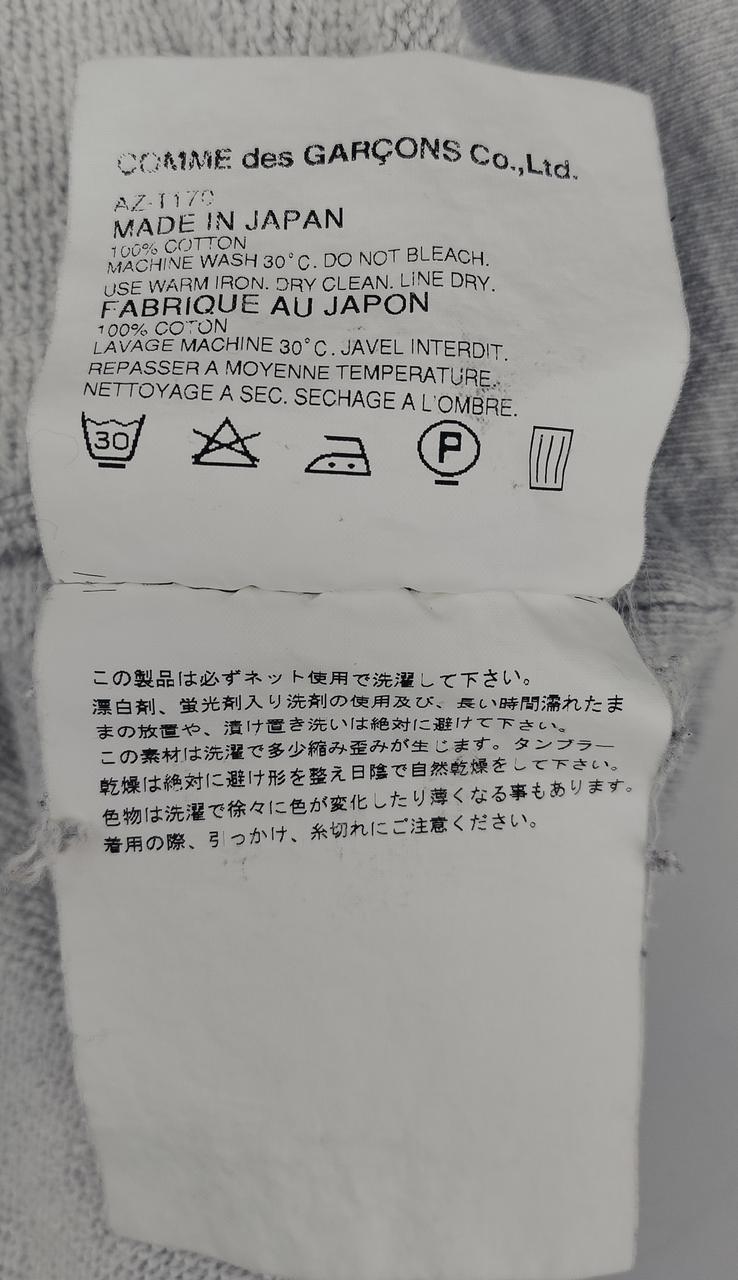 COMME des GARÇONS Co.,Ltd.
AZ-T170
MADE IN JAPAN
100% COTTON
MACHINE WASH 30°C. DO NOT BLEACH.
USE WARM IRON. DRY CLEAN. LINE DRY.
FABRIQUE AU JAPON
100% COTON
LAVAGE MACHINE 30°C. JAVEL INTERDIT.
REPASSER A MOYENNE TEMPERATURE.
NETTOYAGE A SEC. SECHAGE A L'OMBRE.
30 P
この製品は必ずネット使用で洗濯して下さい。
漂白剤、蛍光剤入り洗剤の使用及び、長い時間濡れたま
まの放置や、漬け置き洗いは絶対に避けて下さい。
この素材は洗濯で多少縮み歪みが生じます。タンブラー
乾燥は絶対に避け形を整え日陰で自然乾燥をして下さい。
色物は洗濯で徐々に色が変化したり薄くなる事もあります。
着用の際、引っかけ、糸切れにご注意ください。